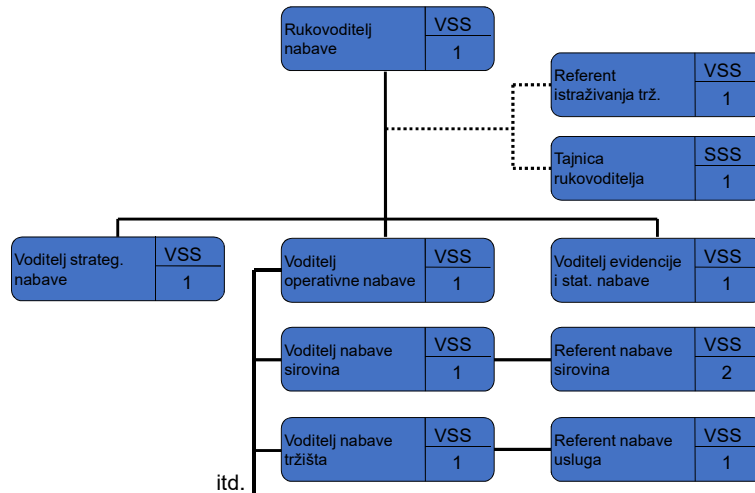 Rukovoditelj
nabave
VSS
1
Referent
istraživanja trž.
VSS
1
Tajnica
rukovoditelja
SSS
1
Voditelj strateg.
nabave
VSS
1
Voditelj
operativne nabave
VSS
1
Voditelj evidencije
i stat. nabave
VSS
1
Voditelj nabave
sirovina
VSS
1
Referent nabave
sirovina
VSS
2
Voditelj nabave
tržišta
VSS
1
Referent nabave
usluga
VSS
1
itd.